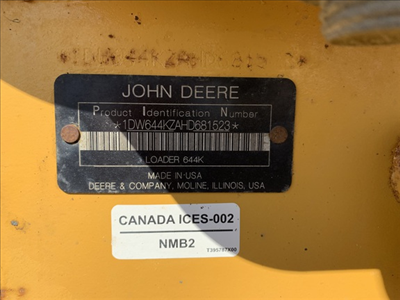 JOHN DEERE
Product Identification Number
*1DW644KZAHD681523*
LOADER 644K
MADE IN USA
DEERE & COMPANY, MOLINE, ILLINOIS, USA
CANADA ICES-002
NMB2